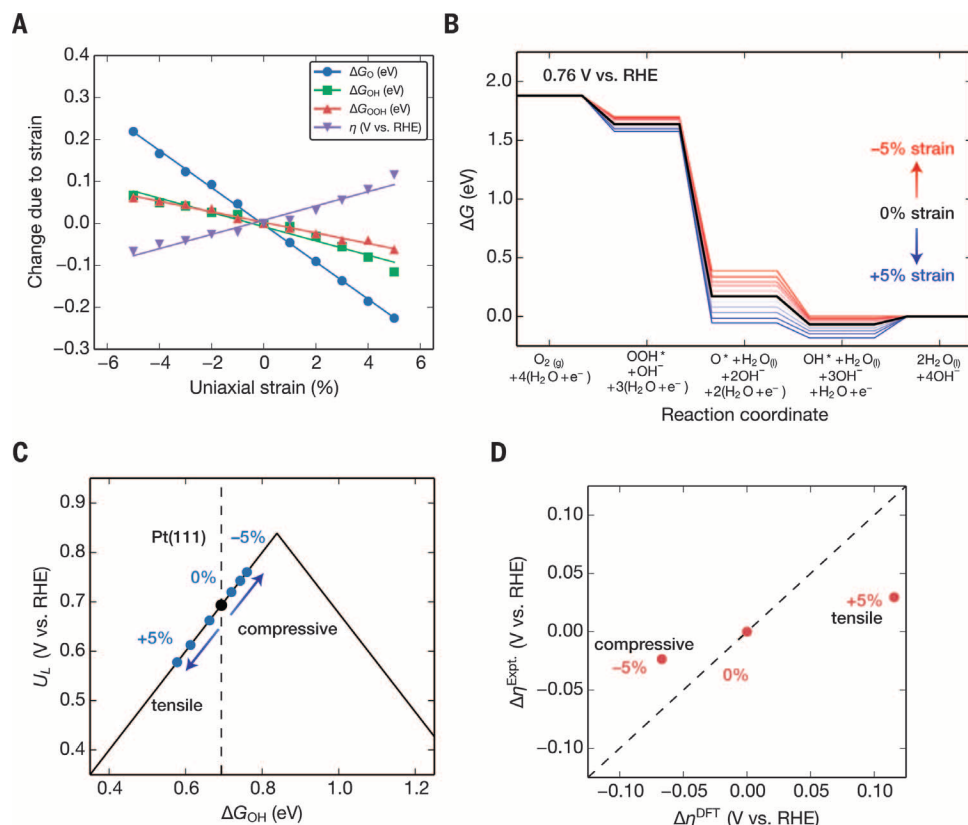 A
0.4
0.3
0.2
0.1
0.0
−0.1
−0.2
−0.3
−6
−4
−2
0
2
4
6
Change due to strain
Uniaxial strain (%)
ΔG_O (eV)
ΔG_OH (eV)
ΔG_OOH (eV)
η (V vs. RHE)
B
0.76 V vs. RHE
2.0
1.5
1.0
0.5
0.0
ΔG (eV)
−5% strain
0% strain
+5% strain
O₂ (g)
+4(H₂O+e⁻)
OOH*
+OH⁻
+3(H₂O+e⁻)
O* +H₂O(l)
+2OH⁻
+2(H₂O+e⁻)
OH* +H₂O(l)
+3OH⁻
+H₂O+e⁻
2H₂O(l)
+4OH⁻
Reaction coordinate
C
0.9
0.8
0.7
0.6
0.5
0.4
U_L (V vs. RHE)
Pt(111)
−5%
0%
+5%
compressive
tensile
0.4
0.6
0.8
1.0
1.2
ΔG_OH (eV)
D
0.10
0.05
0.00
−0.05
−0.10
Δη^Expt. (V vs. RHE)
compressive
−5%
0%
+5%
tensile
−0.10
−0.05
0.00
0.05
0.10
Δη^DFT (V vs. RHE)